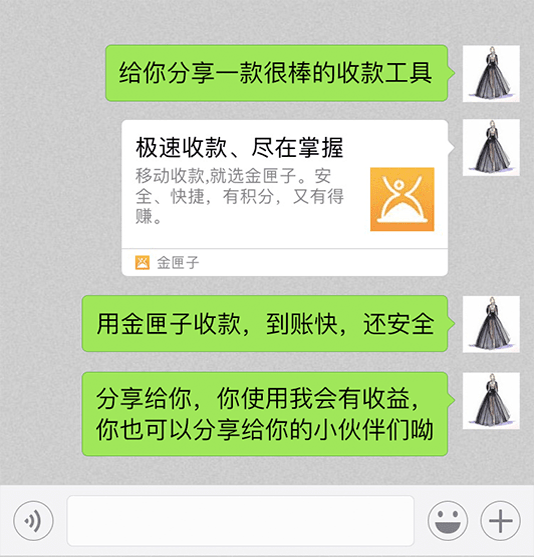 给你分享一款很棒的收款工具
极速收款、尽在掌握
移动收款,就选金匣子。安
全、快捷，有积分，又有得
赚。
金匣子
用金匣子收款，到账快，还安全
分享给你，你使用我会有收益，
你也可以分享给你的小伙伴们呦